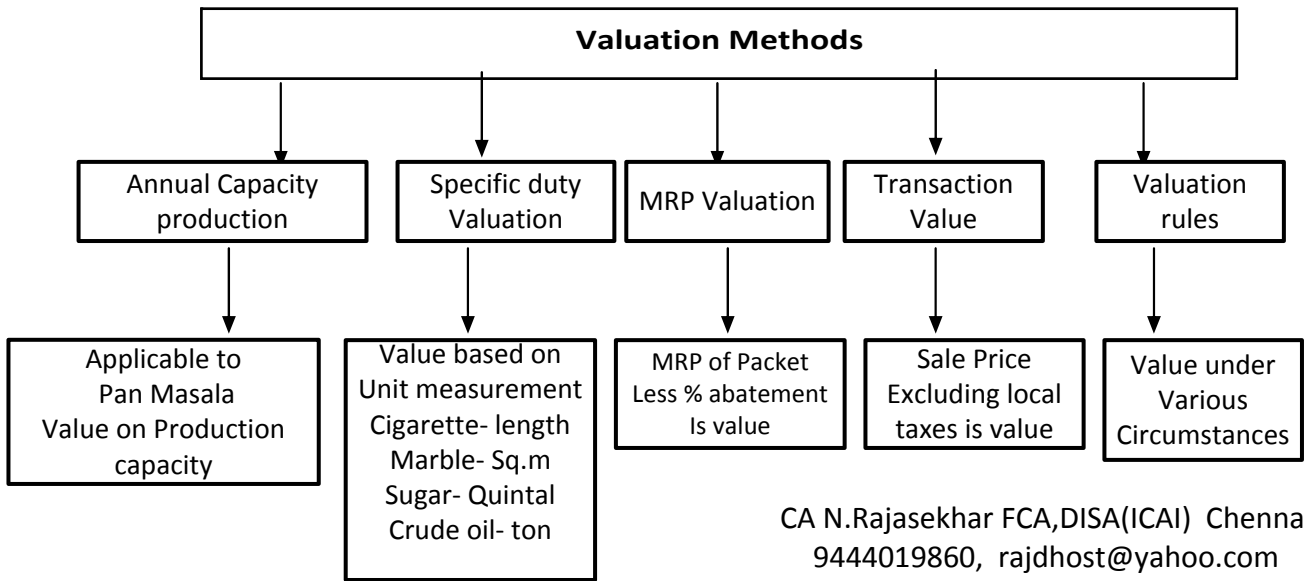 Valuation Methods
Annual Capacity
production
Specific duty
Valuation
MRP Valuation
Transaction
Value
Valuation
rules
Applicable to
Pan Masala
Value on Production
capacity
Value based on
Unit measurement
Cigarette- length
Marble- Sq.m
Sugar- Quintal
Crude oil- ton
MRP of Packet
Less % abatement
Is value
Sale Price
Excluding local
taxes is value
Value under
Various
Circumstances
CA N.Rajasekhar FCA,DISA(ICAI) Chenna
9444019860, rajdhost@yahoo.com